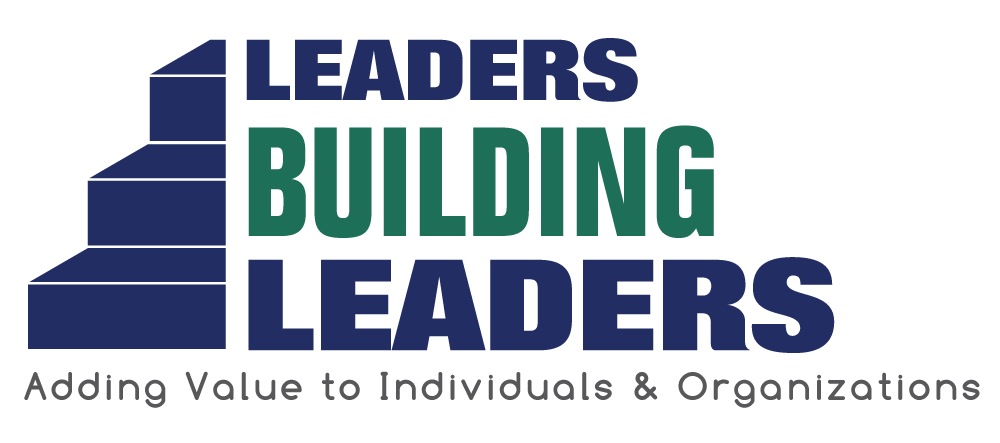 LEADERS
BUILDING
LEADERS
Adding Value to Individuals & Organizations